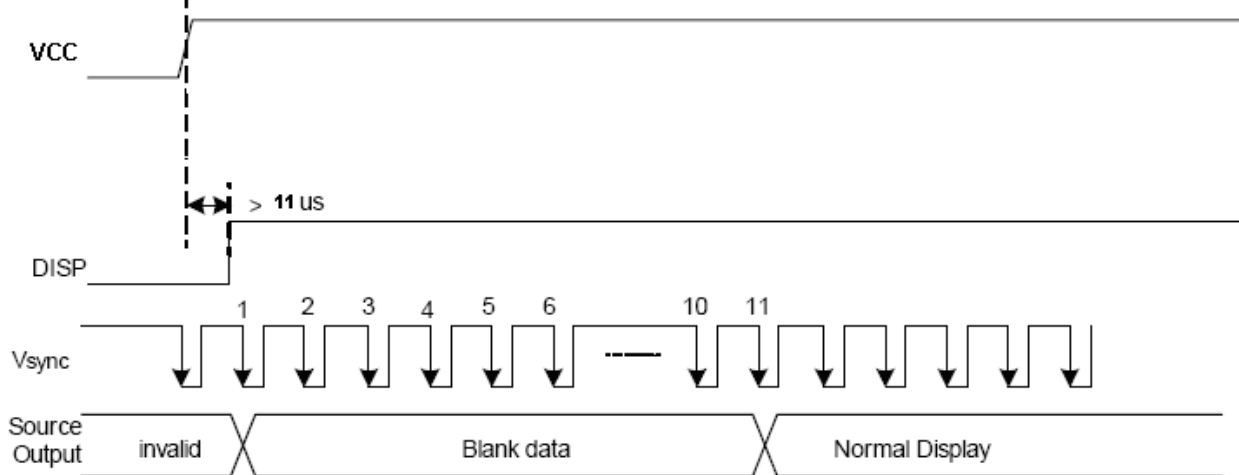 VCC
> 11 us
DISP
1 2 3 4 5 6 10 11
Vsync
Source
Output
invalid
Blank data
Normal Display